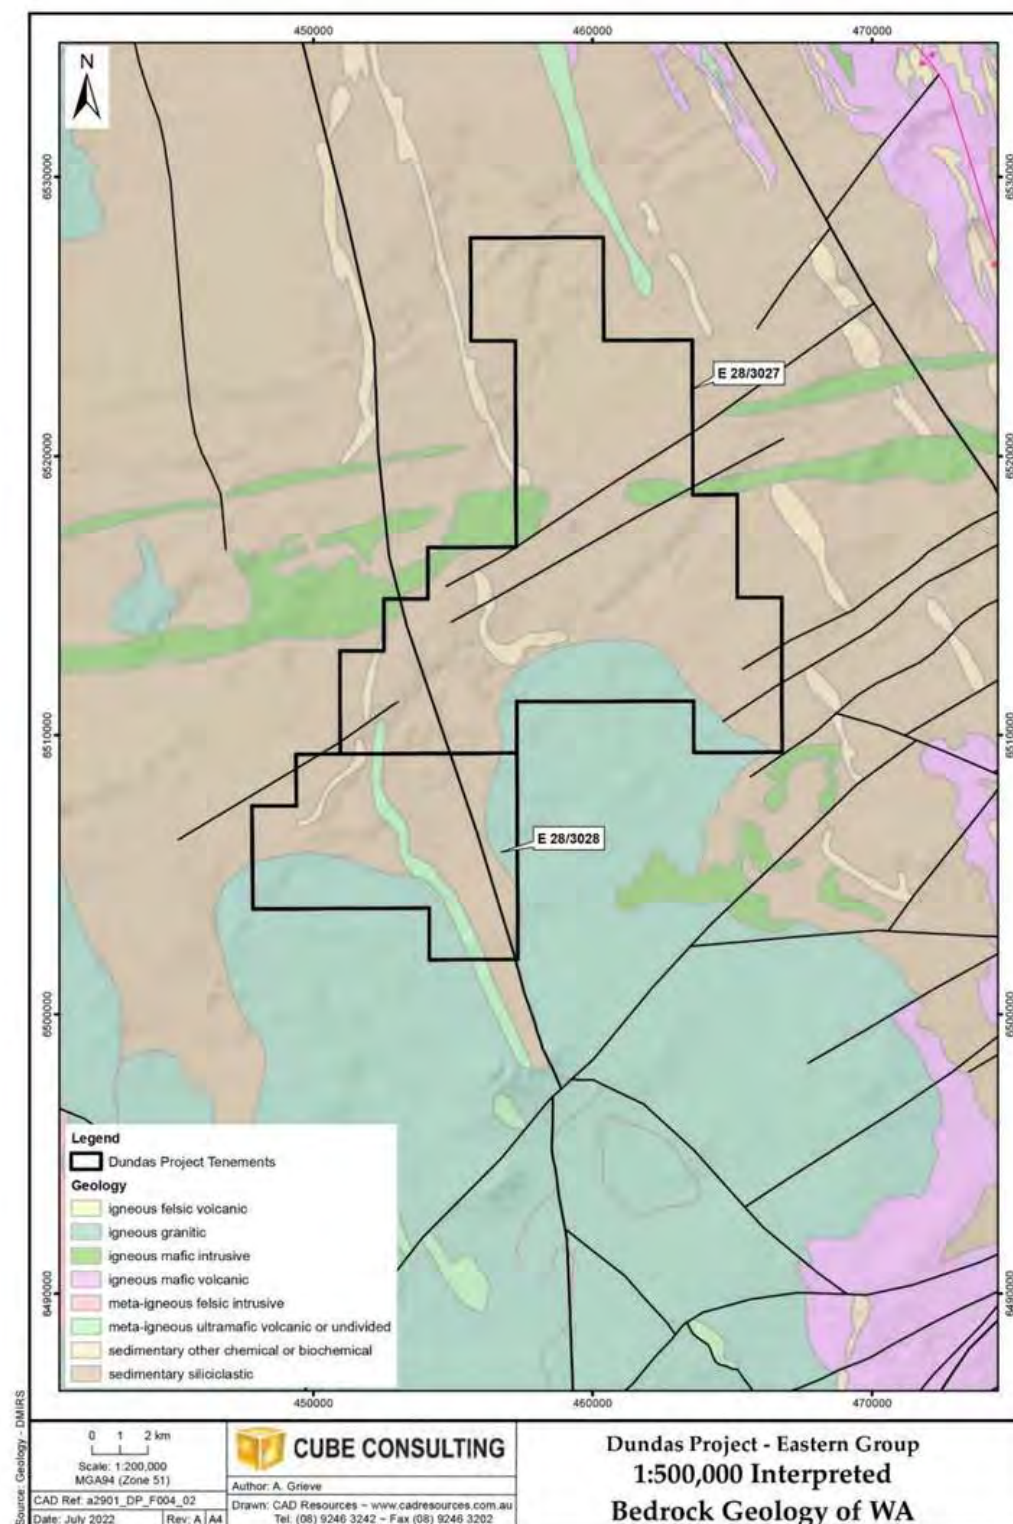 450000 460000 470000
N
6530000 6530000
E 28/3027
6520000 6520000
6510000 6510000
E 28/3028
6500000 6500000
Legend
Dundas Project Tenements
Geology
igneous felsic volcanic
igneous granitic
igneous mafic intrusive
igneous mafic volcanic
meta-igneous felsic intrusive
meta-igneous ultramafic volcanic or undivided
sedimentary other chemical or biochemical
sedimentary siliciclastic
6490000 6490000
450000 460000 470000
Source: Geology - DMIRS
0 1 2 km
Scale: 1:200,000
MGA94 (Zone 51)
CAD Ref: a2901_DP_F004_02
Date: July 2022 Rev: A A4
CUBE CONSULTING
Author: A. Grieve
Drawn: CAD Resources ~ www.cadresources.com.au
Tel: (08) 9246 3242 ~ Fax (08) 9246 3202
Dundas Project - Eastern Group
1:500,000 Interpreted
Bedrock Geology of WA